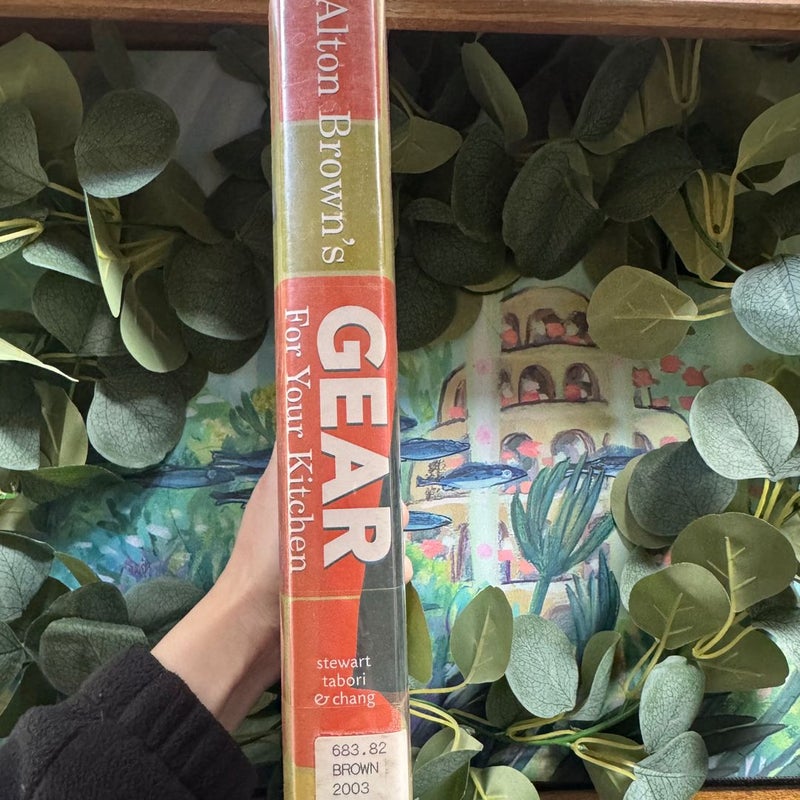 Alton Brown's
GEAR
For Your Kitchen
stewart
tabori
& chang
683.82
BROWN
2003